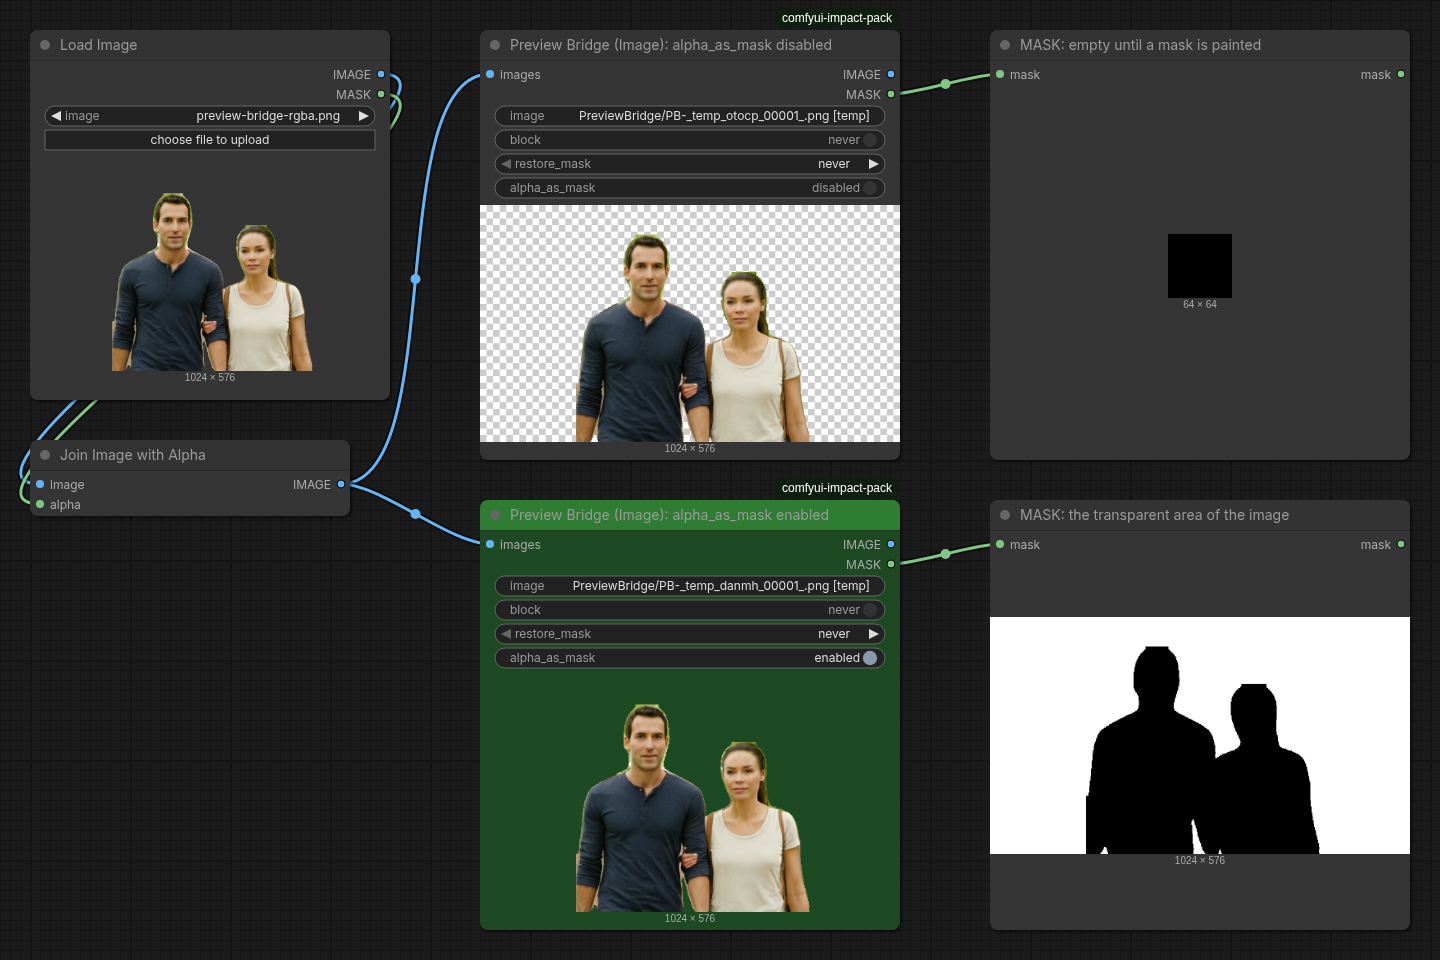 Load Image
IMAGE
MASK
image preview-bridge-rgba.png
choose file to upload
1024 × 576
Join Image with Alpha
image IMAGE
alpha
comfyui-impact-pack
Preview Bridge (Image): alpha_as_mask disabled
images IMAGE
MASK
image PreviewBridge/PB-_temp_otocp_00001_.png [temp]
block never
restore_mask never
alpha_as_mask disabled
1024 × 576
MASK: empty until a mask is painted
mask mask
64 × 64
comfyui-impact-pack
Preview Bridge (Image): alpha_as_mask enabled
images IMAGE
MASK
image PreviewBridge/PB-_temp_danmh_00001_.png [temp]
block never
restore_mask never
alpha_as_mask enabled
1024 × 576
MASK: the transparent area of the image
mask mask
1024 × 576